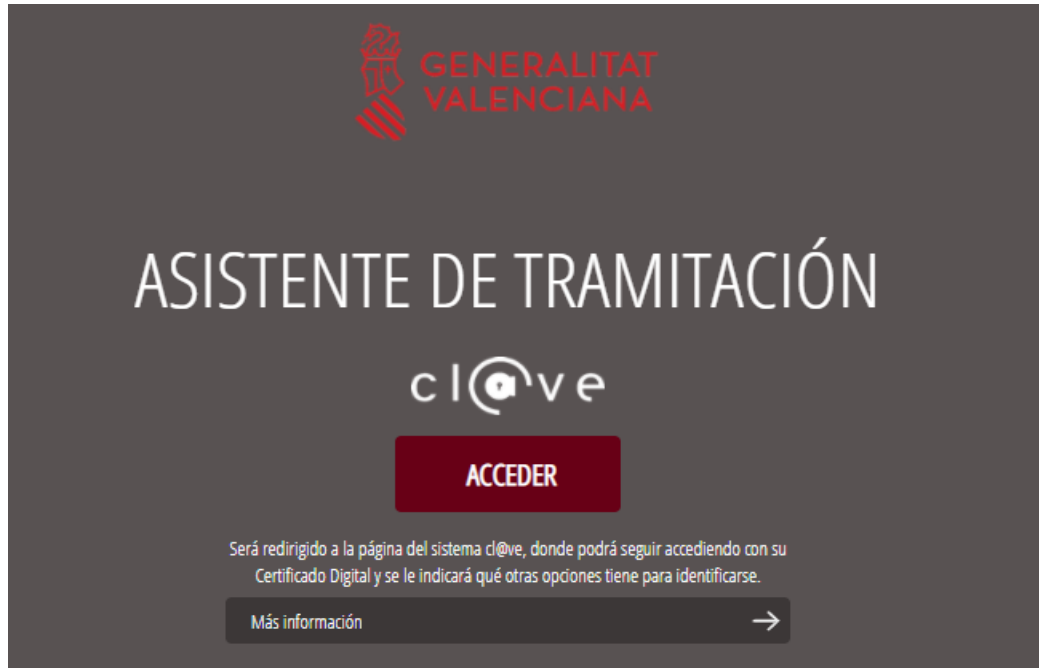 GENERALITAT
VALENCIANA
ASISTENTE DE TRAMITACIÓN
cl@ve
ACCEDER
Será redirigido a la página del sistema cl@ve, donde podrá seguir accediendo con su
Certificado Digital y se le indicará qué otras opciones tiene para identificarse.
Más información